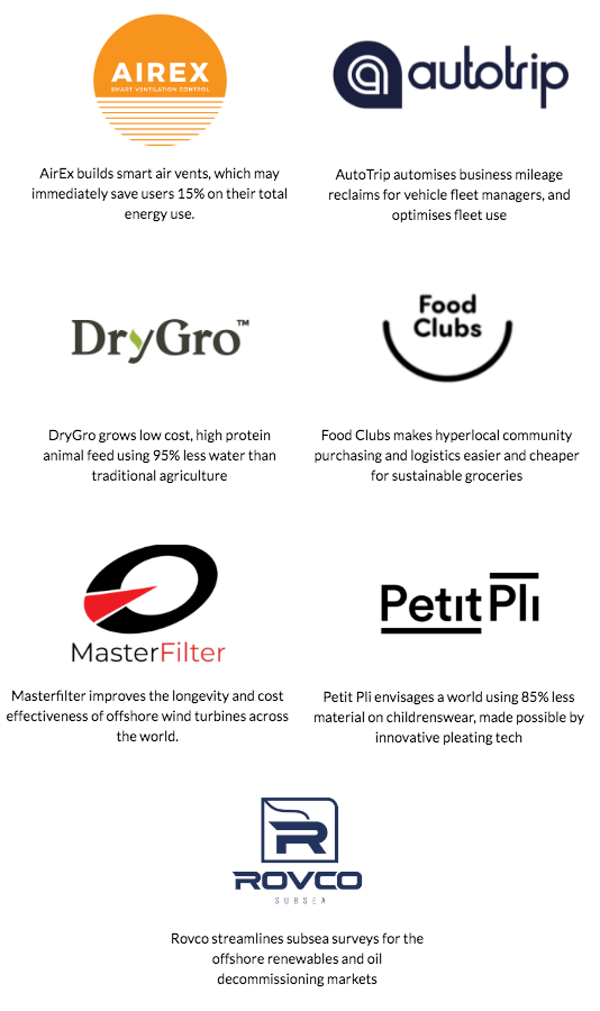 AIREX
SMART VENTILATION CONTROL
AirEx builds smart air vents, which may
immediately save users 15% on their total
energy use.
autotrip
AutoTrip automises business mileage
reclaims for vehicle fleet managers, and
optimises fleet use
DryGro™
DryGro grows low cost, high protein
animal feed using 95% less water than
traditional agriculture
Food
Clubs
Food Clubs makes hyperlocal community
purchasing and logistics easier and cheaper
for sustainable groceries
MasterFilter
Masterfilter improves the longevity and cost
effectiveness of offshore wind turbines across
the world.
Petit Pli
Petit Pli envisages a world using 85% less
material on childrenswear, made possible by
innovative pleating tech
R
ROVCO
SUBSEA
Rovco streamlines subsea surveys for the
offshore renewables and oil
decommissioning markets